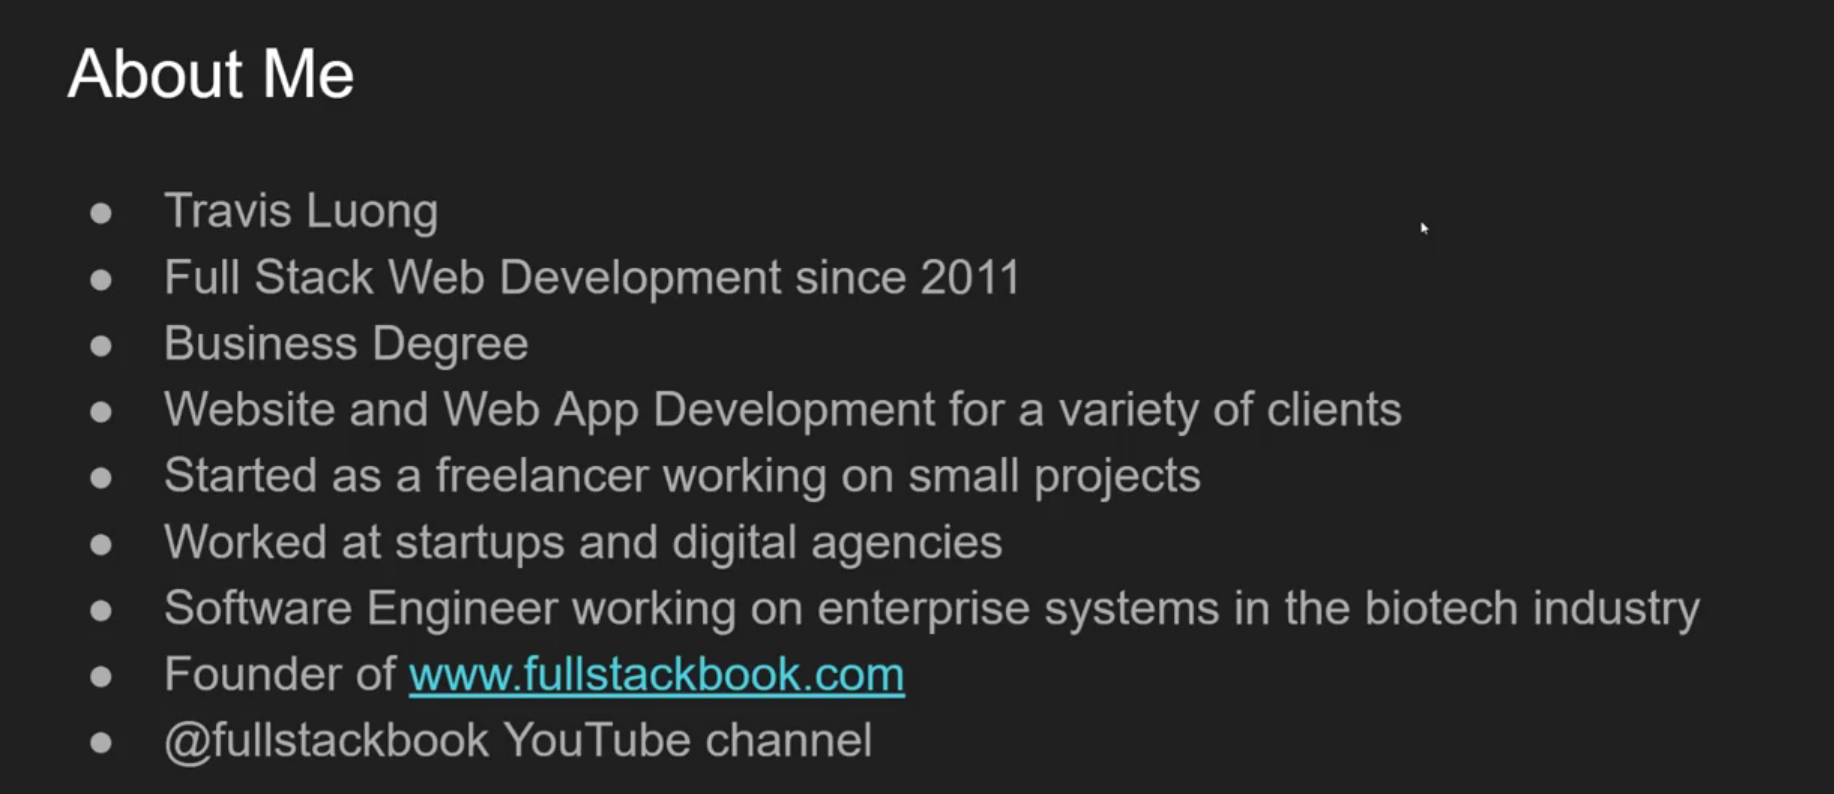 About Me
● Travis Luong
● Full Stack Web Development since 2011
● Business Degree
● Website and Web App Development for a variety of clients
● Started as a freelancer working on small projects
● Worked at startups and digital agencies
● Software Engineer working on enterprise systems in the biotech industry
● Founder of www.fullstackbook.com
● @fullstackbook YouTube channel